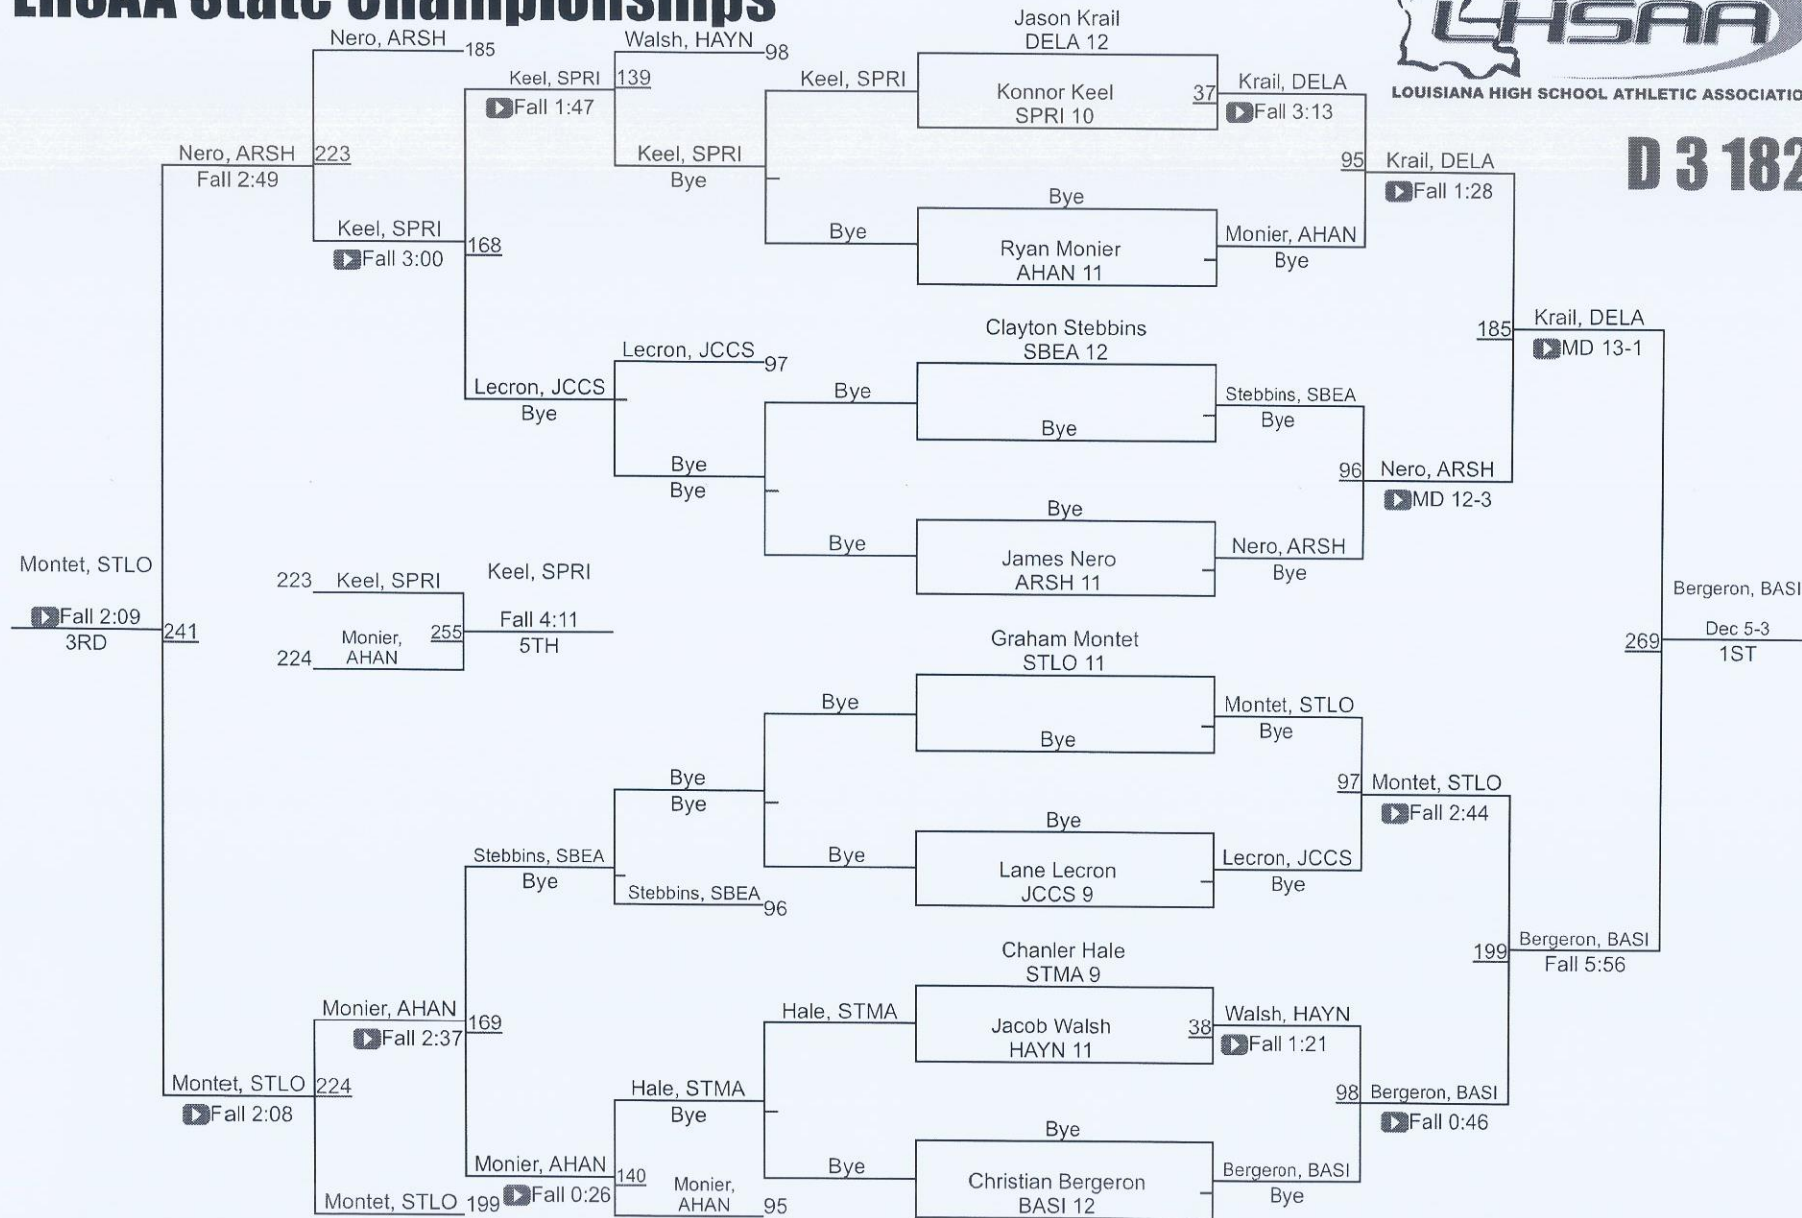 LHSAA State Championships
LHSAA
LOUISIANA HIGH SCHOOL ATHLETIC ASSOCIATIO
D 3 182
Nero, ARSH 185
Walsh, HAYN 98
Jason Krail
DELA 12
Keel, SPRI 139
Fall 1:47
Keel, SPRI
Konnor Keel 37
SPRI 10
Krail, DELA
Fall 3:13
Nero, ARSH 223
Fall 2:49
Keel, SPRI
Bye
95 Krail, DELA
Fall 1:28
Bye
Keel, SPRI 168
Fall 3:00
Bye
Ryan Monier
AHAN 11
Monier, AHAN
Bye
Clayton Stebbins
SBEA 12
185 Krail, DELA
MD 13-1
Lecron, JCCS 97
Lecron, JCCS
Bye
Bye
Bye
Stebbins, SBEA
Bye
Bye
Bye
96 Nero, ARSH
MD 12-3
Bye
Bye
James Nero
ARSH 11
Nero, ARSH
Bye
Montet, STLO
Fall 2:09
3RD
241
223 Keel, SPRI
Monier,
AHAN
224
255
Keel, SPRI
Fall 4:11
5TH
Bergeron, BASI
269
Dec 5-3
1ST
Graham Montet
STLO 11
Bye
Bye
Montet, STLO
Bye
Bye
Bye
97 Montet, STLO
Fall 2:44
Bye
Stebbins, SBEA
Bye
Bye
Lane Lecron
JCCS 9
Lecron, JCCS
Bye
Stebbins, SBEA 96
Chanler Hale
STMA 9
199 Bergeron, BASI
Fall 5:56
Monier, AHAN 169
Fall 2:37
Hale, STMA
Jacob Walsh 38
HAYN 11
Walsh, HAYN
Fall 1:21
Montet, STLO 224
Fall 2:08
Hale, STMA
Bye
98 Bergeron, BASI
Fall 0:46
Bye
Monier, AHAN 140
Fall 0:26
Monier,
AHAN 95
Bye
Christian Bergeron
BASI 12
Bergeron, BASI
Bye
Montet, STLO 199